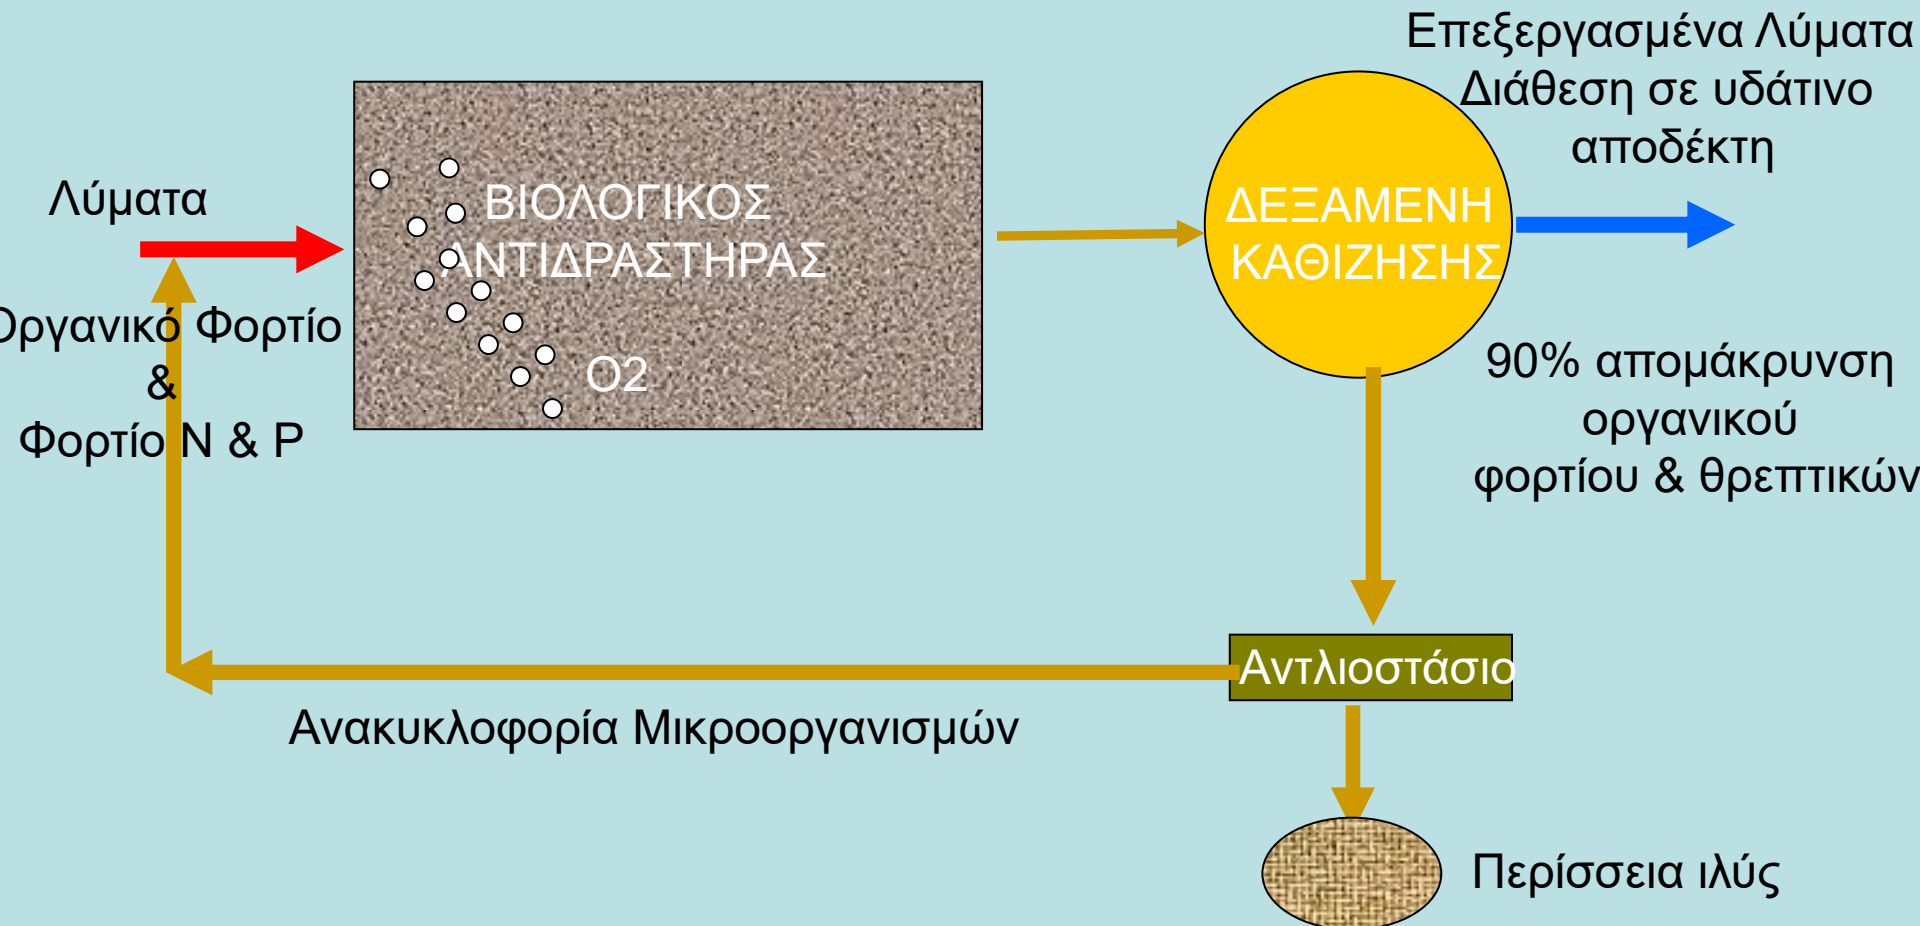 Επεξεργασμένα Λύματα
Διάθεση σε υδάτινο
αποδέκτη
Λύματα
ΒΙΟΛΟΓΙΚΟΣ
ΑΝΤΙΔΡΑΣΤΗΡΑΣ
Ο2
ΔΕΞΑΜΕΝΗ
ΚΑΘΙΖΗΣΗΣ
Οργανικό Φορτίο
&
Φορτίο Ν & Ρ
90% απομάκρυνση
οργανικού
φορτίου & θρεπτικών
Αντλιοστάσιο
Ανακυκλοφορία Μικροοργανισμών
Περίσσεια ιλύς